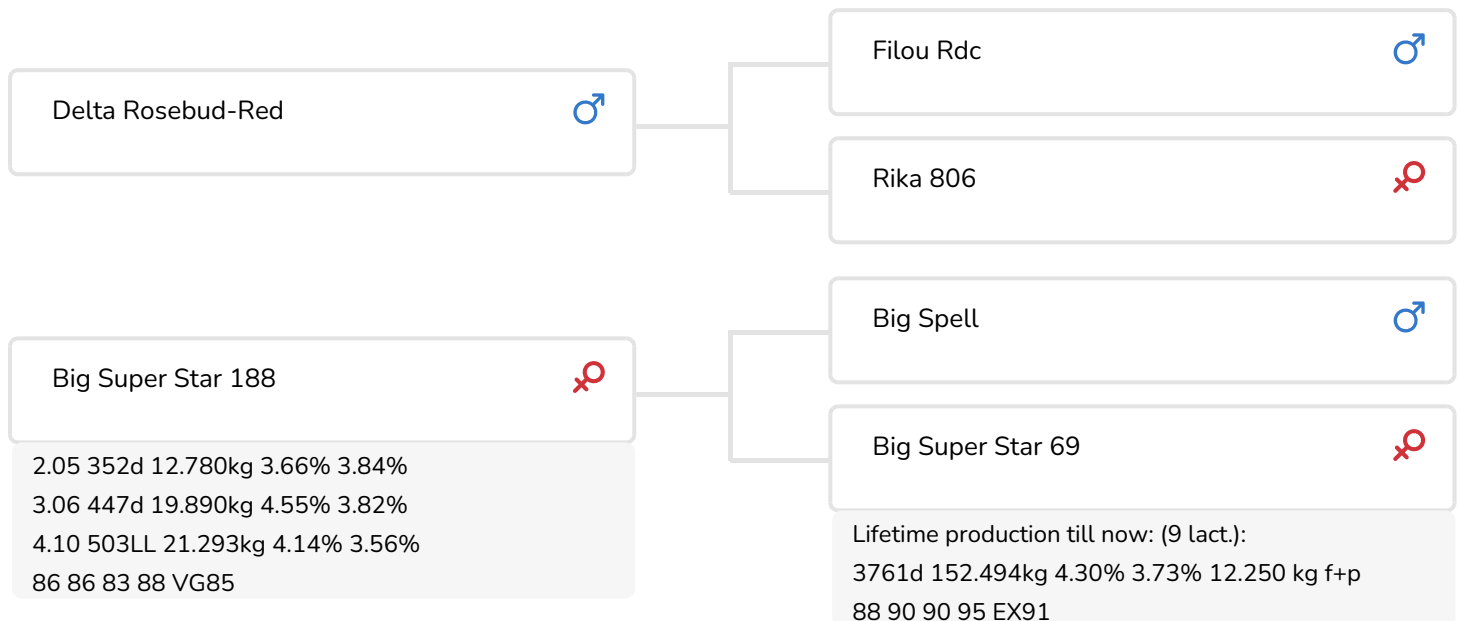 Delta Rosebud-Red
Filou Rdc
Rika 806
Big Super Star 188
2.05 352d 12.780kg 3.66% 3.84%
3.06 447d 19.890kg 4.55% 3.82%
4.10 503LL 21.293kg 4.14% 3.56%
86 86 83 88 VG85
Big Spell
Big Super Star 69
Lifetime production till now: (9 lact.):
3761d 152.494kg 4.30% 3.73% 12.250 kg f+p
88 90 90 95 EX91